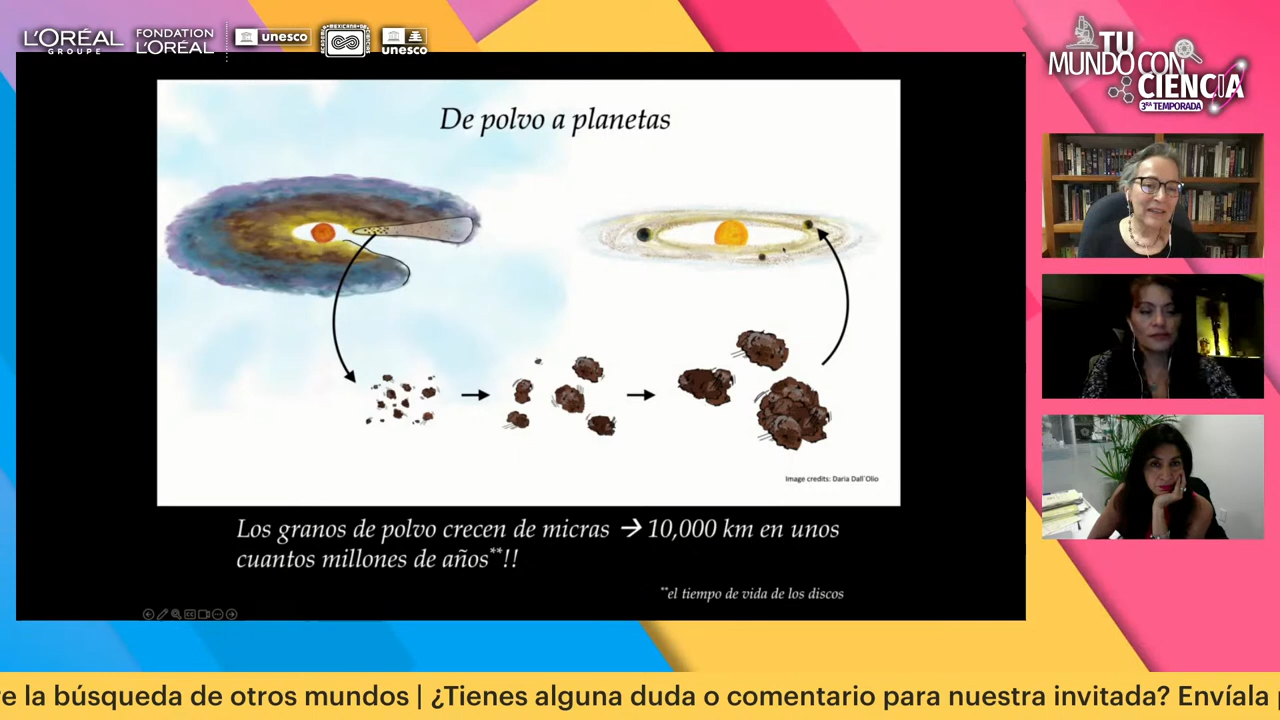 L'ORÉAL
GROUPE
FONDATION
L'ORÉAL
unesco
unesco
TU
MUNDO CON
CIENCIA
3RA TEMPORADA
De polvo a planetas
Image credits: Daria Dall'Olio
Los granos de polvo crecen de micras → 10,000 km en unos
cuantos millones de años**!!
**el tiempo de vida de los discos
e la búsqueda de otros mundos | ¿Tienes alguna duda o comentario para nuestra invitada? Envíala p